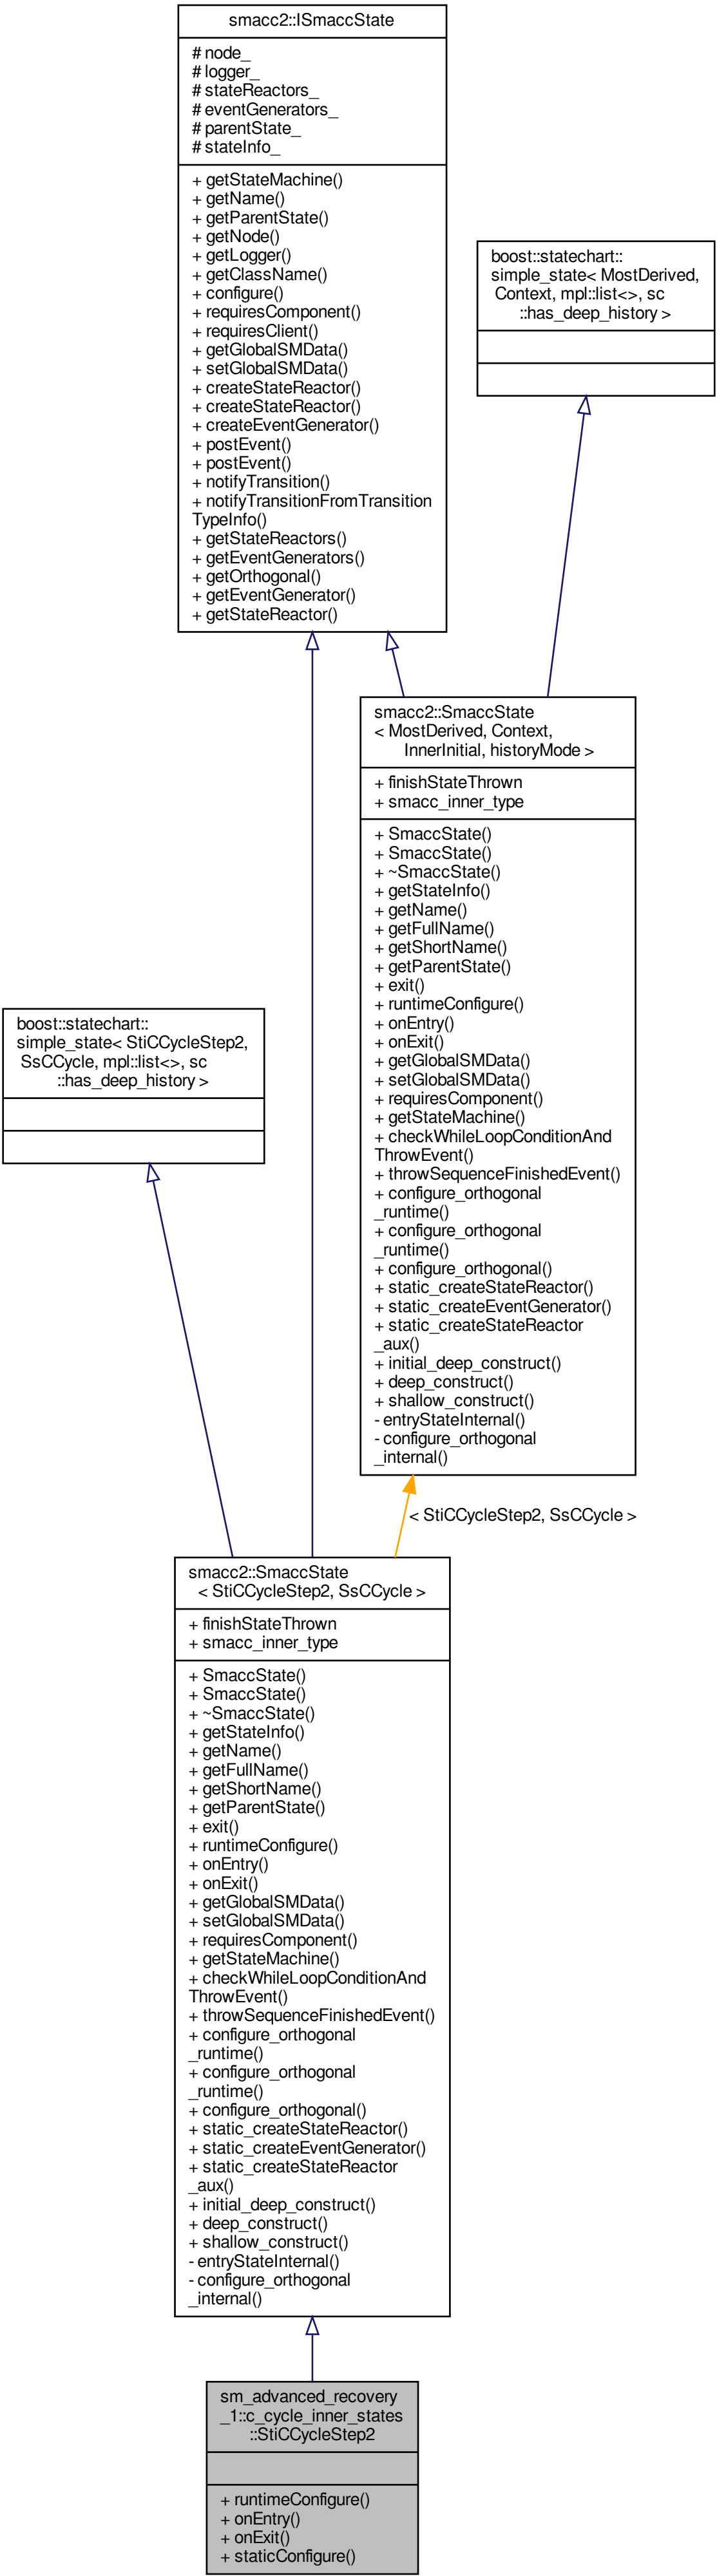 smacc2::ISmaccState
# node_
# logger_
# stateReactors_
# eventGenerators_
# parentState_
# stateInfo_
+ getStateMachine()
+ getName()
+ getParentState()
+ getNode()
+ getLogger()
+ getClassName()
+ configure()
+ requiresComponent()
+ requiresClient()
+ getGlobalSMData()
+ setGlobalSMData()
+ createStateReactor()
+ createStateReactor()
+ createEventGenerator()
+ postEvent()
+ postEvent()
+ notifyTransition()
+ notifyTransitionFromTransition
TypeInfo()
+ getStateReactors()
+ getEventGenerators()
+ getOrthogonal()
+ getEventGenerator()
+ getStateReactor()
boost::statechart::
simple_state< MostDerived,
Context, mpl::list<>, sc
::has_deep_history >
smacc2::SmaccState
< MostDerived, Context,
InnerInitial, historyMode >
+ finishStateThrown
+ smacc_inner_type
+ SmaccState()
+ SmaccState()
+ ~SmaccState()
+ getStateInfo()
+ getName()
+ getFullName()
+ getShortName()
+ getParentState()
+ exit()
+ runtimeConfigure()
+ onEntry()
+ onExit()
+ getGlobalSMData()
+ setGlobalSMData()
+ requiresComponent()
+ getStateMachine()
+ checkWhileLoopConditionAnd
ThrowEvent()
+ throwSequenceFinishedEvent()
+ configure_orthogonal
_runtime()
+ configure_orthogonal
_runtime()
+ configure_orthogonal()
+ static_createStateReactor()
+ static_createEventGenerator()
+ static_createStateReactor
_aux()
+ initial_deep_construct()
+ deep_construct()
+ shallow_construct()
- entryStateInternal()
- configure_orthogonal
_internal()
boost::statechart::
simple_state< StiCCycleStep2,
SsCCycle, mpl::list<>, sc
::has_deep_history >
< StiCCycleStep2, SsCCycle >
smacc2::SmaccState
< StiCCycleStep2, SsCCycle >
+ finishStateThrown
+ smacc_inner_type
+ SmaccState()
+ SmaccState()
+ ~SmaccState()
+ getStateInfo()
+ getName()
+ getFullName()
+ getShortName()
+ getParentState()
+ exit()
+ runtimeConfigure()
+ onEntry()
+ onExit()
+ getGlobalSMData()
+ setGlobalSMData()
+ requiresComponent()
+ getStateMachine()
+ checkWhileLoopConditionAnd
ThrowEvent()
+ throwSequenceFinishedEvent()
+ configure_orthogonal
_runtime()
+ configure_orthogonal
_runtime()
+ configure_orthogonal()
+ static_createStateReactor()
+ static_createEventGenerator()
+ static_createStateReactor
_aux()
+ initial_deep_construct()
+ deep_construct()
+ shallow_construct()
- entryStateInternal()
- configure_orthogonal
_internal()
sm_advanced_recovery
_1::c_cycle_inner_states
::StiCCycleStep2
+ runtimeConfigure()
+ onEntry()
+ onExit()
+ staticConfigure()